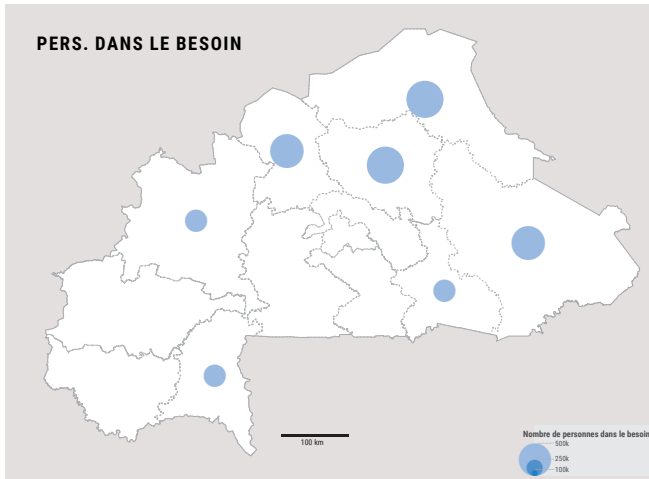 PERS. DANS LE BESOIN
100 km
Nombre de personnes dans le besoin
500k
250k
100k